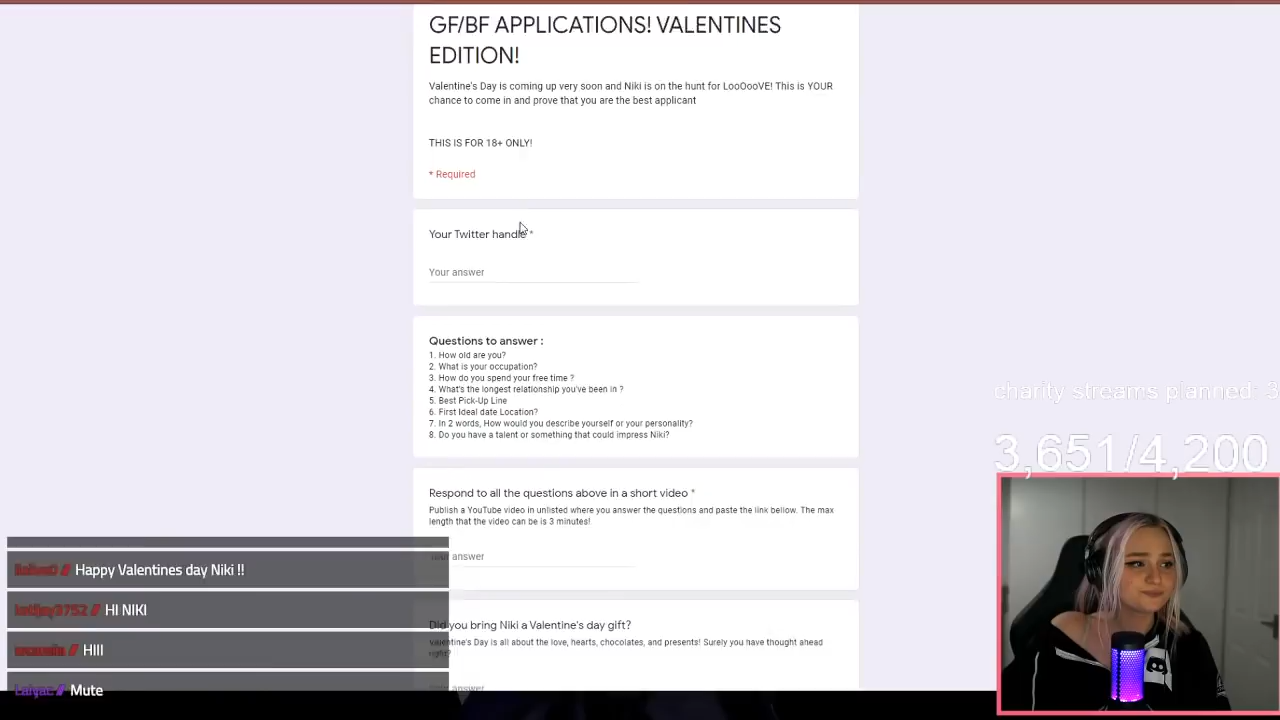 GF/BF APPLICATIONS! VALENTINES
EDITION!
Valentine's Day is coming up very soon and Niki is on the hunt for LooOooVE! This is YOUR
chance to come in and prove that you are the best applicant
THIS IS FOR 18+ ONLY!
* Required
Your Twitter handle *
Your answer
Questions to answer :
1. How old are you?
2. What is your occupation?
3. How do you spend your free time ?
4. What's the longest relationship you've been in ?
5. Best Pick-Up Line
6. First Ideal date Location?
7. In 2 words, How would you describe yourself or your personality?
8. Do you have a talent or something that could impress Niki?
Respond to all the questions above in a short video *
Publish a YouTube video in unlisted where you answer the questions and paste the link bellow. The max
length that the video can be is 3 minutes!
Your answer
Did you bring Niki a Valentine's day gift?
Valentine's Day is all about the love, hearts, chocolates, and presents! Surely you have thought ahead
right?
Your answer
charity streams planned: 3
3,651/4,200
// Happy Valentines day Niki !!
// HI NIKI
// HIII
// Mute